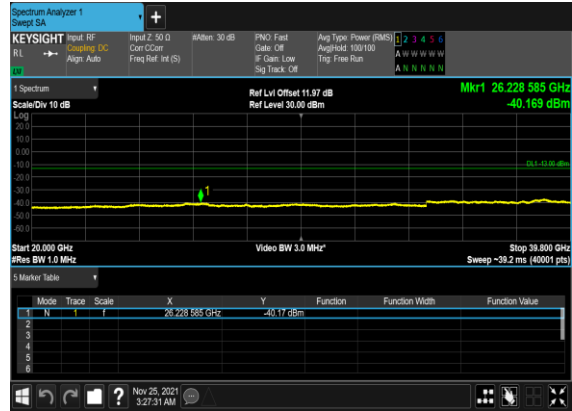 Spectrum Analyzer 1
Swept SA
+
KEYSIGHT Input: RF Input Z: 50 Ω #Atten: 30 dB PNO: Fast Avg Type: Power (RMS) 1 2 3 4 5 6
RL Coupling: DC Corr CCorr Gate: Off Avg|Hold: 100/100 A W W W W W
Align: Auto Freq Ref: Int (S) IF Gain: Low Trig: Free Run
Sig Track: Off A N N N N N
1 Spectrum Ref Lvl Offset 11.97 dB Mkr1 26.228 585 GHz
Scale/Div 10 dB Ref Level 30.00 dBm -40.169 dBm
Log
20.0
10.0
0.00
-10.0 DL1 -13.00 dBm
-20.0
-30.0 1
-40.0
-50.0
-60.0
Start 20.000 GHz Video BW 3.0 MHz* Stop 39.800 GHz
#Res BW 1.0 MHz Sweep ~39.2 ms (40001 pts)
5 Marker Table
Mode Trace Scale X Y Function Function Width Function Value
1 N 1 f 26.228 585 GHz -40.17 dBm
2
3
4
5
6
? Nov 25, 2021
3:27:31 AM